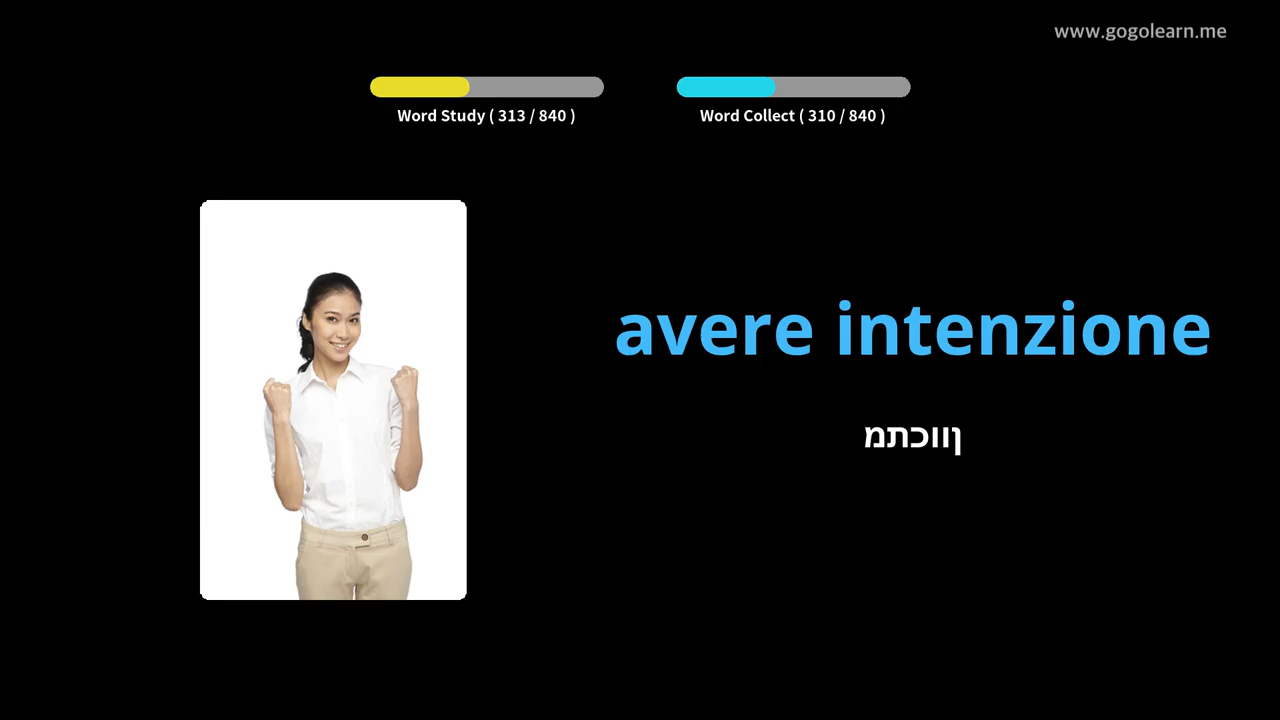 www.gogolearn.me
Word Study ( 313 / 840 )
Word Collect ( 310 / 840 )
avere intenzione
מתכוון